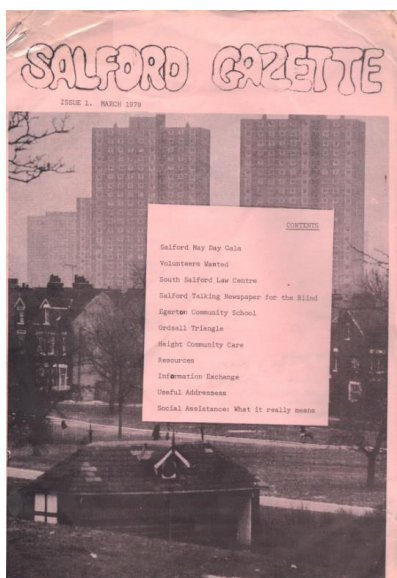 SALFORD GAZETTE
ISSUE 1. MARCH 1979
CONTENTS
Salford May Day Gala
Volunteers Wanted
South Salford Law Centre
Salford Talking Newspaper for the Blind
Egerton Community School
Ordsall Triangle
Height Community Care
Resources
Information Exchange
Useful Addresses
Social Assistance: What it really means